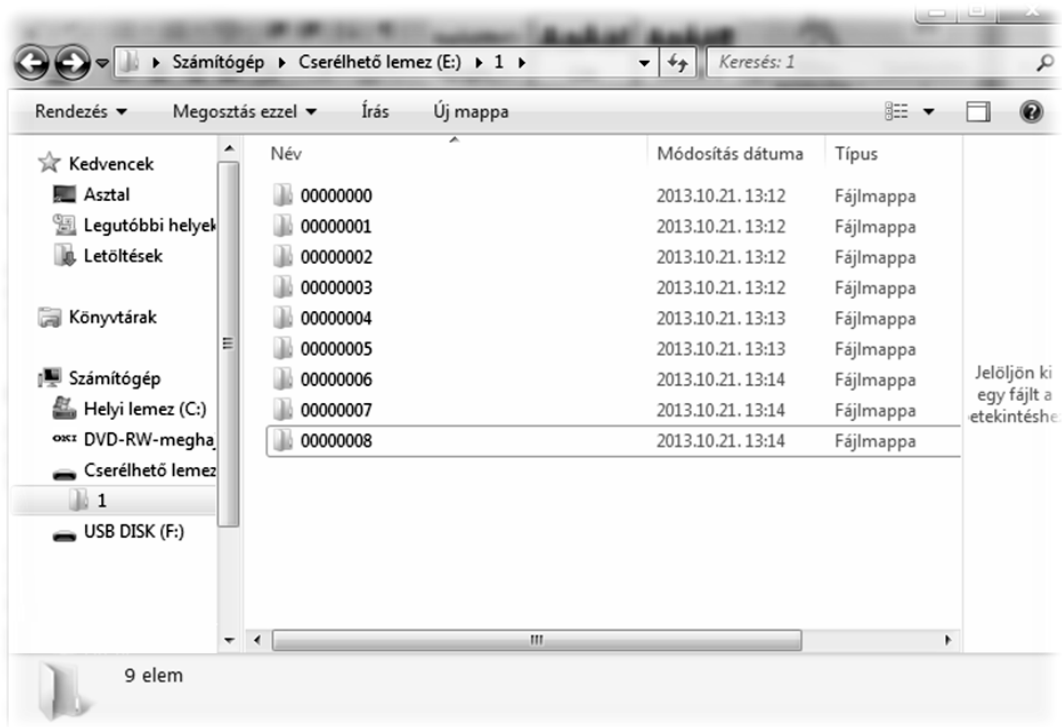 Számítógép ▸ Cserélhető lemez (E:) ▸ 1 ▸
Keresés: 1
Rendezés Megosztás ezzel Írás Új mappa
Kedvencek
Asztal
Legutóbbi helyek
Letöltések
Könyvtárak
Számítógép
Helyi lemez (C:)
DVD-RW-megha
Cserélhető lemez
1
USB DISK (F:)
Név Módosítás dátuma Típus
00000000 2013.10.21. 13:12 Fájlmappa
00000001 2013.10.21. 13:12 Fájlmappa
00000002 2013.10.21. 13:12 Fájlmappa
00000003 2013.10.21. 13:12 Fájlmappa
00000004 2013.10.21. 13:13 Fájlmappa
00000005 2013.10.21. 13:13 Fájlmappa
00000006 2013.10.21. 13:14 Fájlmappa
00000007 2013.10.21. 13:14 Fájlmappa
00000008 2013.10.21. 13:14 Fájlmappa
Jelöljön ki
egy fájlt a
etekintéshe
9 elem